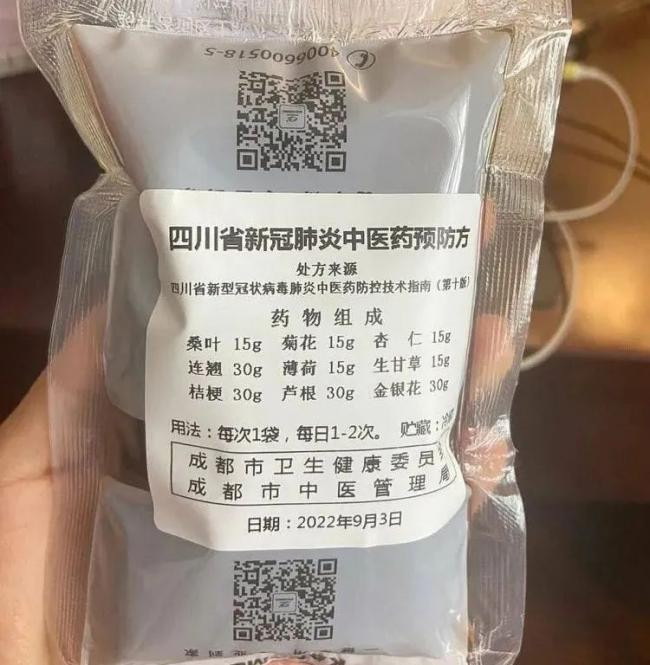 4006600518-5
四川省新冠肺炎中医药预防方
处方来源
四川省新型冠状病毒肺炎中医药防控技术指南（第十版）
药物组成
桑叶 15g 菊花 15g 杏仁 15g
连翘 30g 薄荷 15g 生甘草 15g
桔梗 30g 芦根 30g 金银花 30g
用法：每次1袋，每日1-2次。 贮藏：
成都市卫生健康委员
成都市中医管理局
日期：2022年9月3日